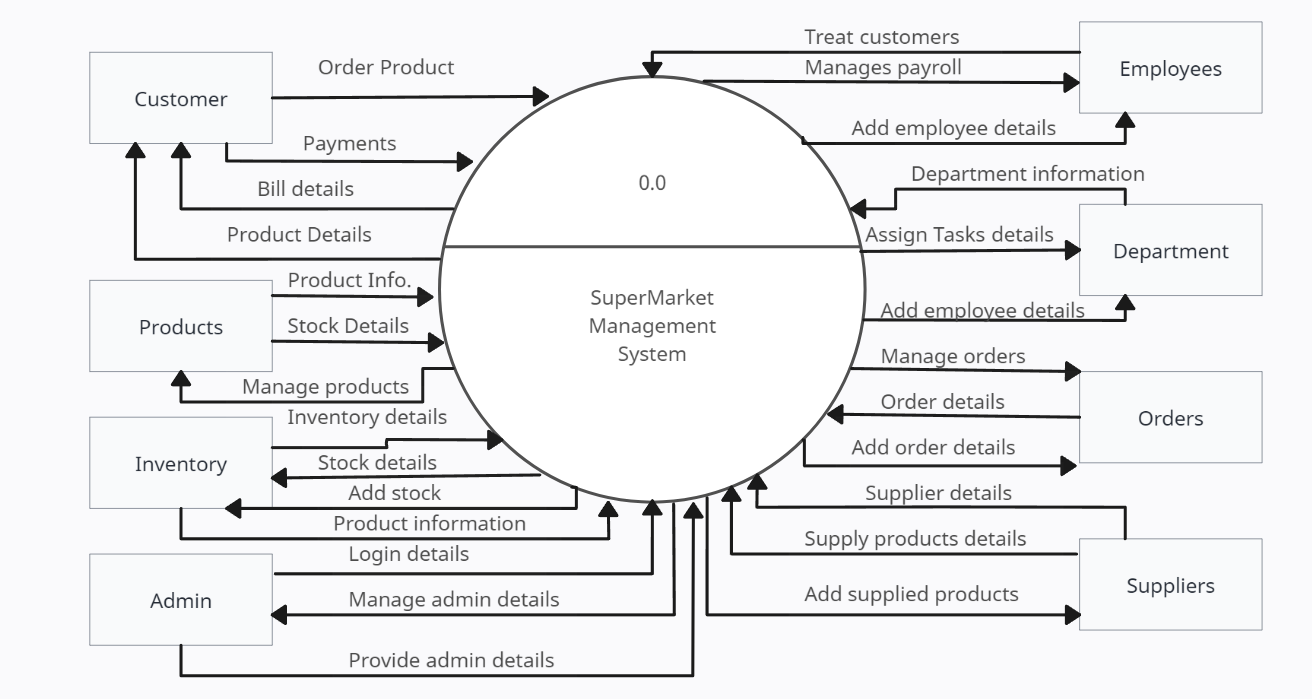 Treat customers
Order Product
Manages payroll
Employees
Customer
Add employee details
Payments
Department information
0.0
Bill details
Product Details
Assign Tasks details
Department
Product Info.
SuperMarket
Management
System
Add employee details
Products
Stock Details
Manage orders
Manage products
Order details
Inventory details
Orders
Add order details
Inventory
Stock details
Add stock
Supplier details
Product information
Supply products details
Login details
Suppliers
Add supplied products
Admin
Manage admin details
Provide admin details